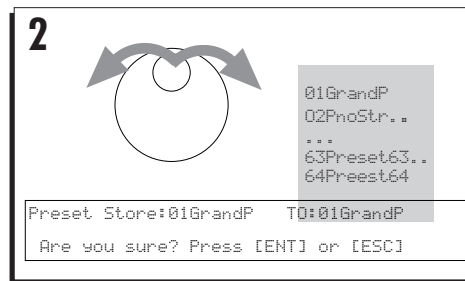 2
01GrandP
02PnoStr..
...
63Preset63..
64Preest64
Preset Store:01GrandP TO:01GrandP
Are you sure? Press [ENT] or [ESC]